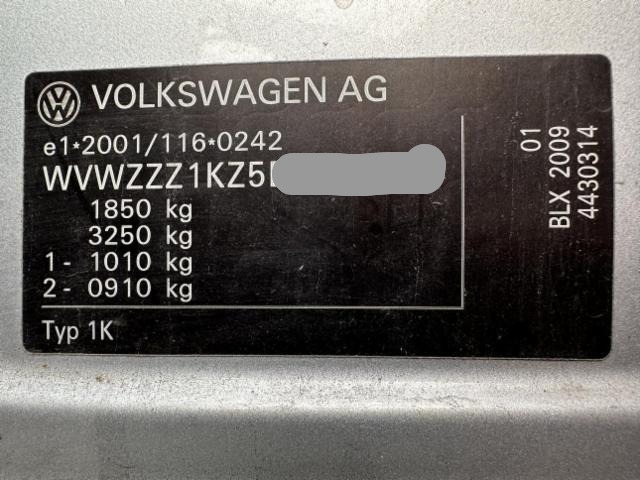 VOLKSWAGEN AG
e1*2001/116*0242
WVWZZZ1KZ5
1850 kg
3250 kg
1- 1010 kg
2- 0910 kg
Typ 1K
01
BLX 2009
4430314